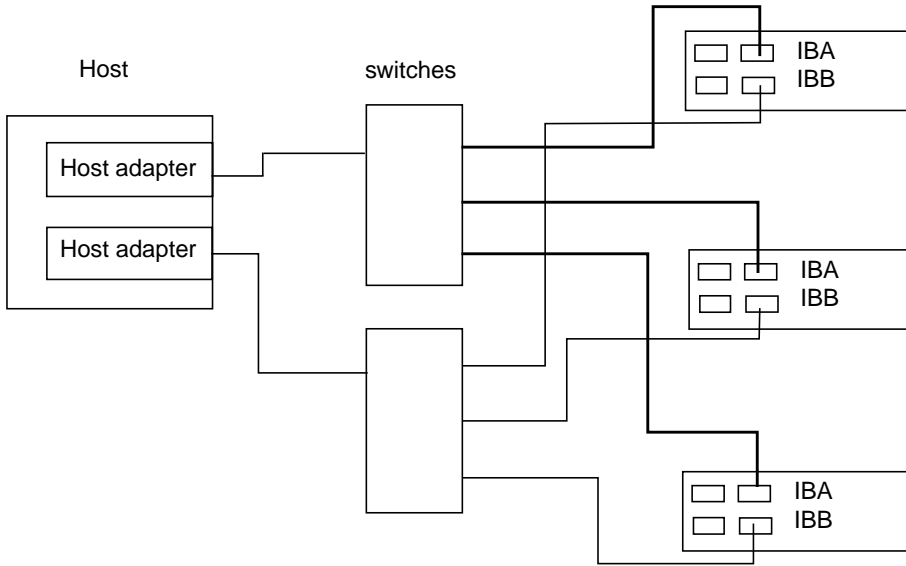 Host
switches
Host adapter
Host adapter
IBA
IBB
IBA
IBB
IBA
IBB